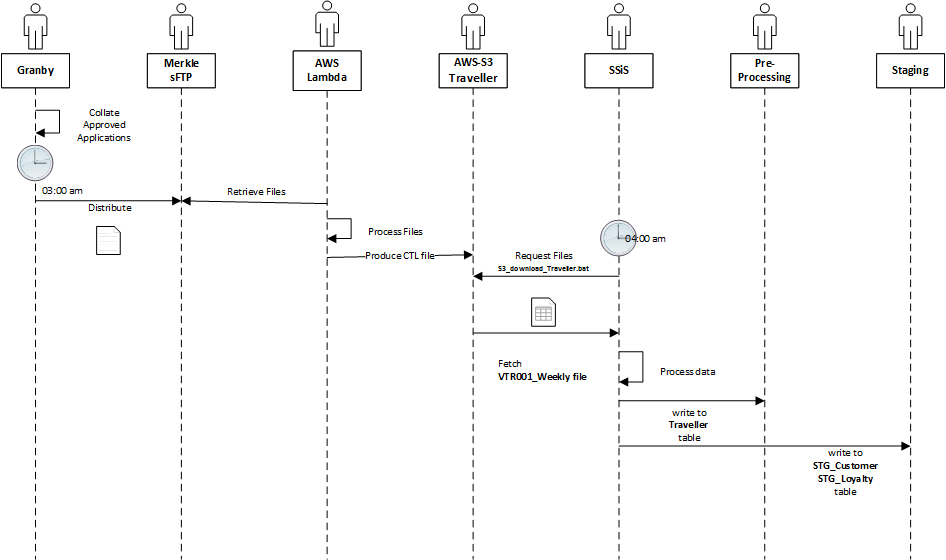 Granby
Merkle
sFTP
AWS
Lambda
AWS-S3
Traveller
SSiS
Pre-
Processing
Staging
Collate
Approved
Applications
03:00 am
Distribute
Retrieve Files
Process Files
Produce CTL file
04:00 am
Request Files
S3_download_Traveller.bat
Fetch
VTR001_Weekly file
Process data
write to
Traveller
table
write to
STG_Customer
STG_Loyalty
table